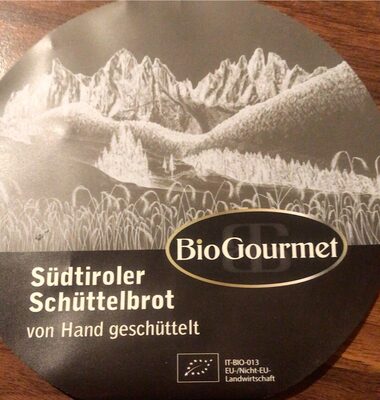 BioGourmet
Südtiroler
Schüttelbrot
von Hand geschüttelt
IT-BIO-013
EU-/Nicht-EU-
Landwirtschaft